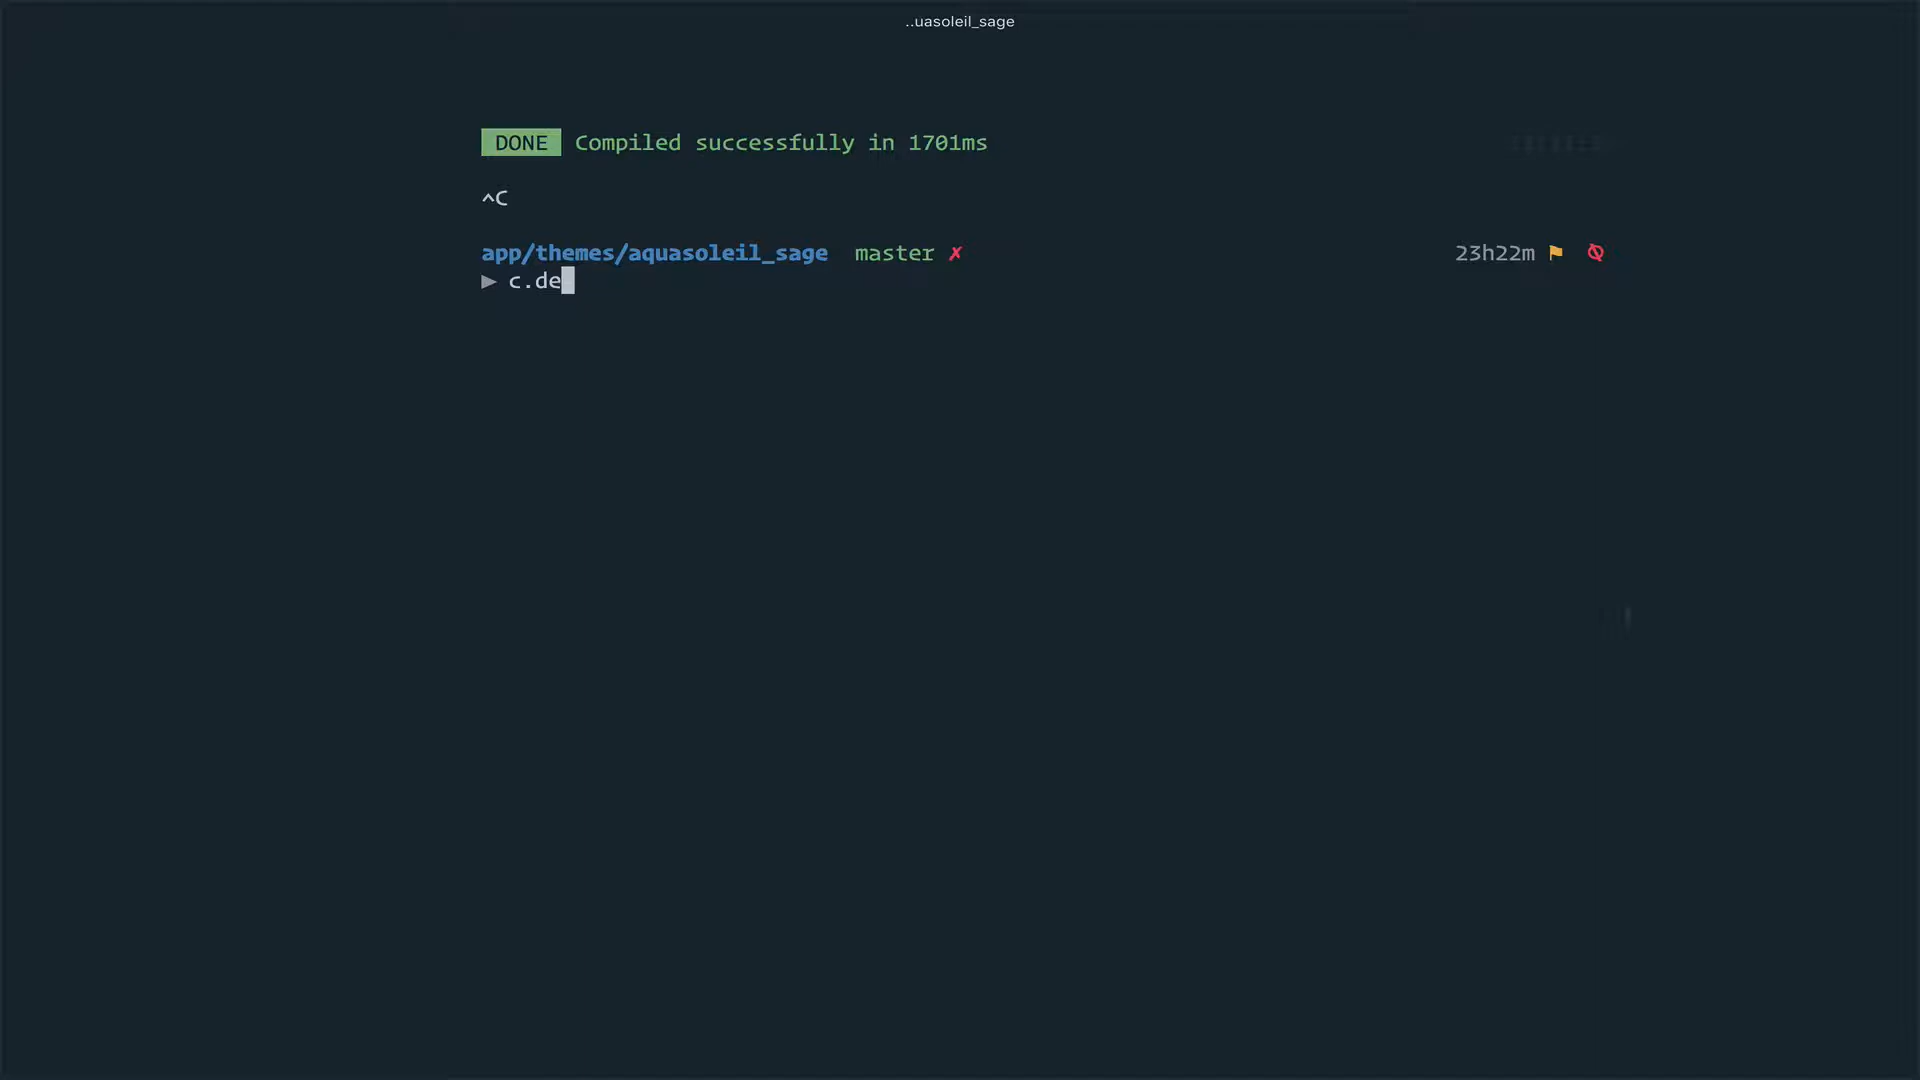 ..uasoleil_sage
DONE Compiled successfully in 1701ms
^C
app/themes/aquasoleil_sage master ✗ 23h22m ⚑
▶ c.de